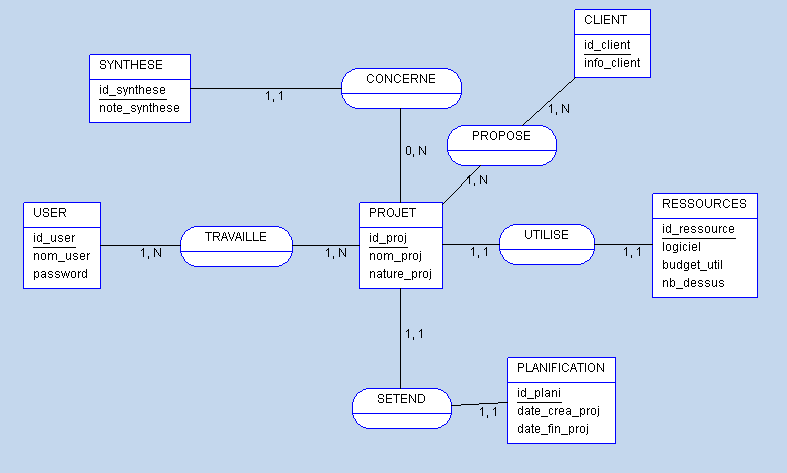 CLIENT
id_client
info_client
SYNTHESE
id_synthese
note_synthese
CONCERNE
1, 1
1, N
PROPOSE
0, N
1, N
USER
id_user
nom_user
password
TRAVAILLE
1, N
1, N
PROJET
id_proj
nom_proj
nature_proj
UTILISE
1, 1
1, 1
RESSOURCES
id_ressource
logiciel
budget_util
nb_dessus
1, 1
SETEND
1, 1
PLANIFICATION
id_plani
date_crea_proj
date_fin_proj